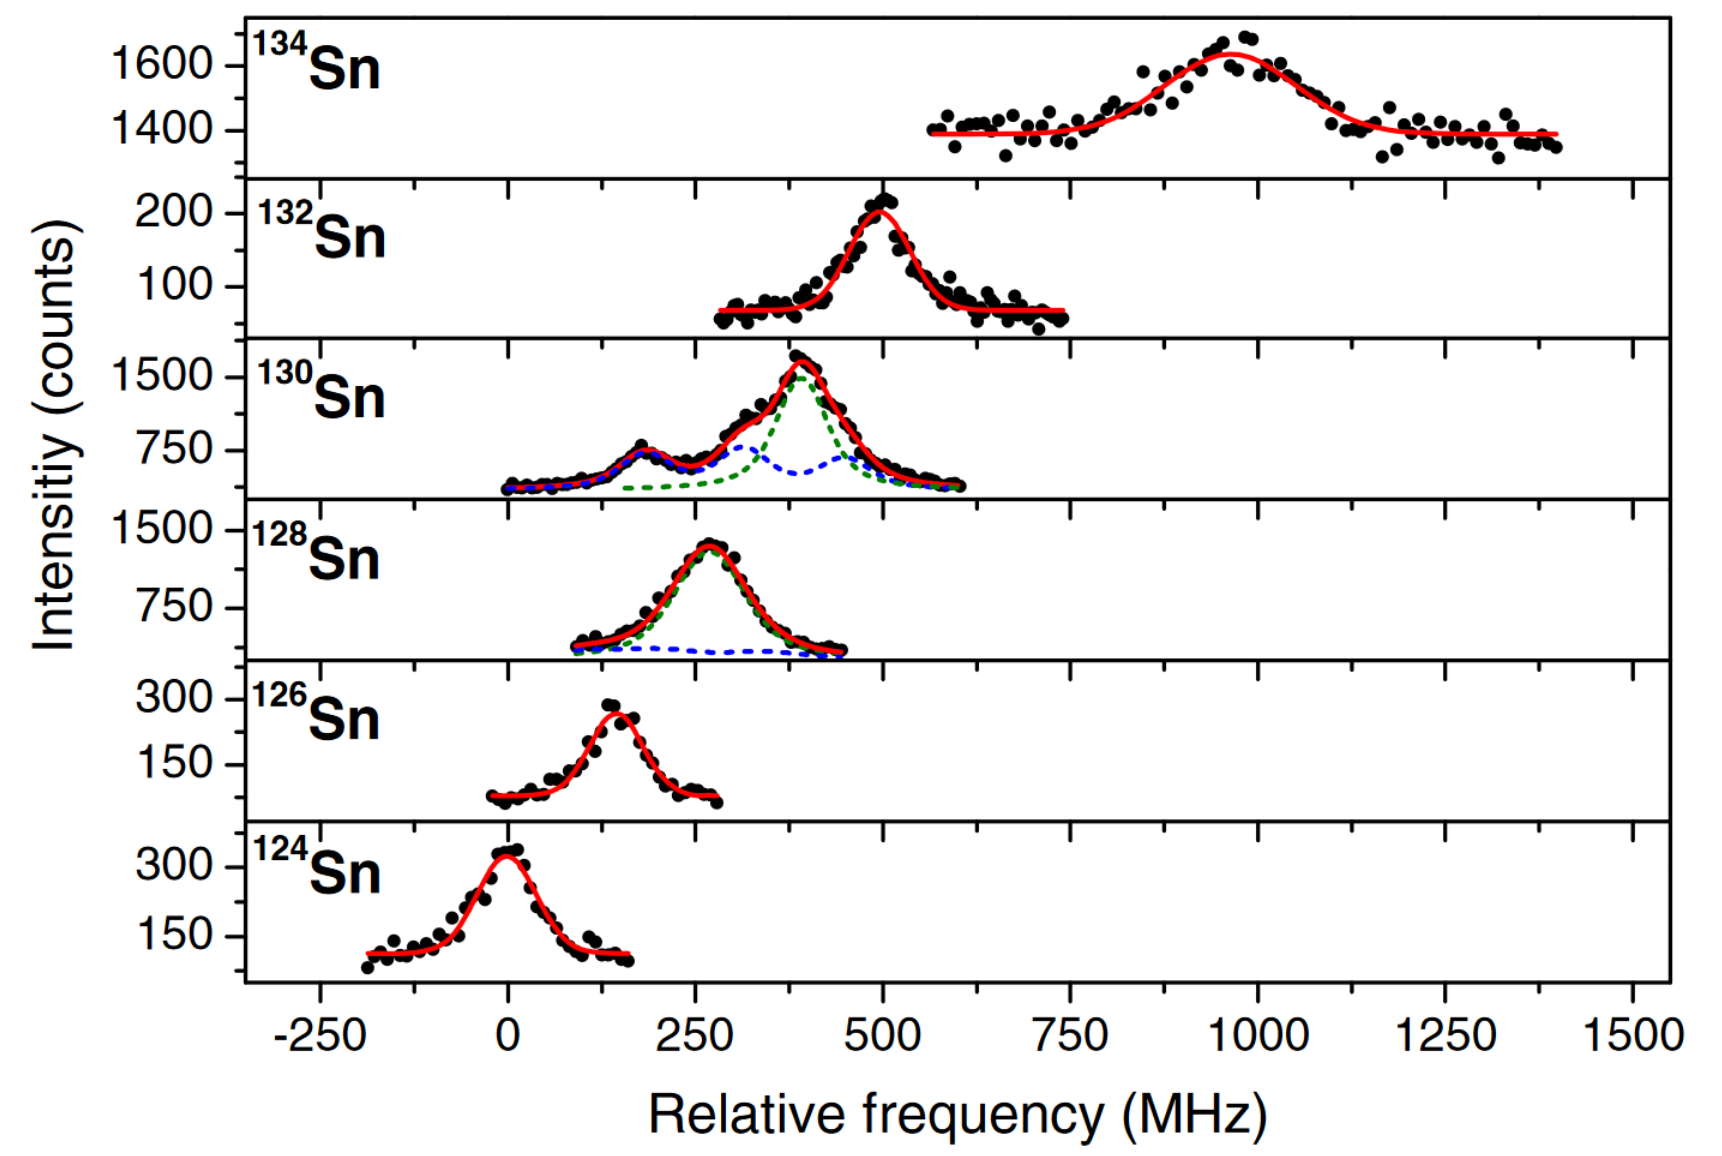 134Sn
1600
1400
132Sn
200
100
130Sn
1500
750
128Sn
1500
750
126Sn
300
150
124Sn
300
150
Intensitiy (counts)
-250 0 250 500 750 1000 1250 1500
Relative frequency (MHz)